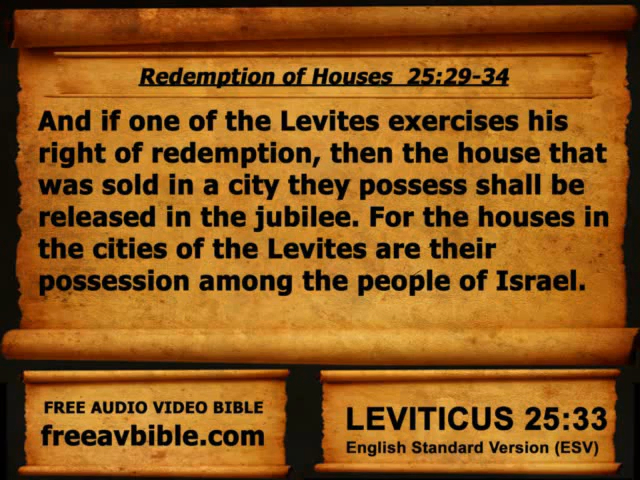 Redemption of Houses  25:29-34
And if one of the Levites exercises his
right of redemption, then the house that
was sold in a city they possess shall be
released in the jubilee. For the houses in
the cities of the Levites are their
possession among the people of Israel.
FREE AUDIO VIDEO BIBLE
freeavbible.com
LEVITICUS 25:33
English Standard Version (ESV)